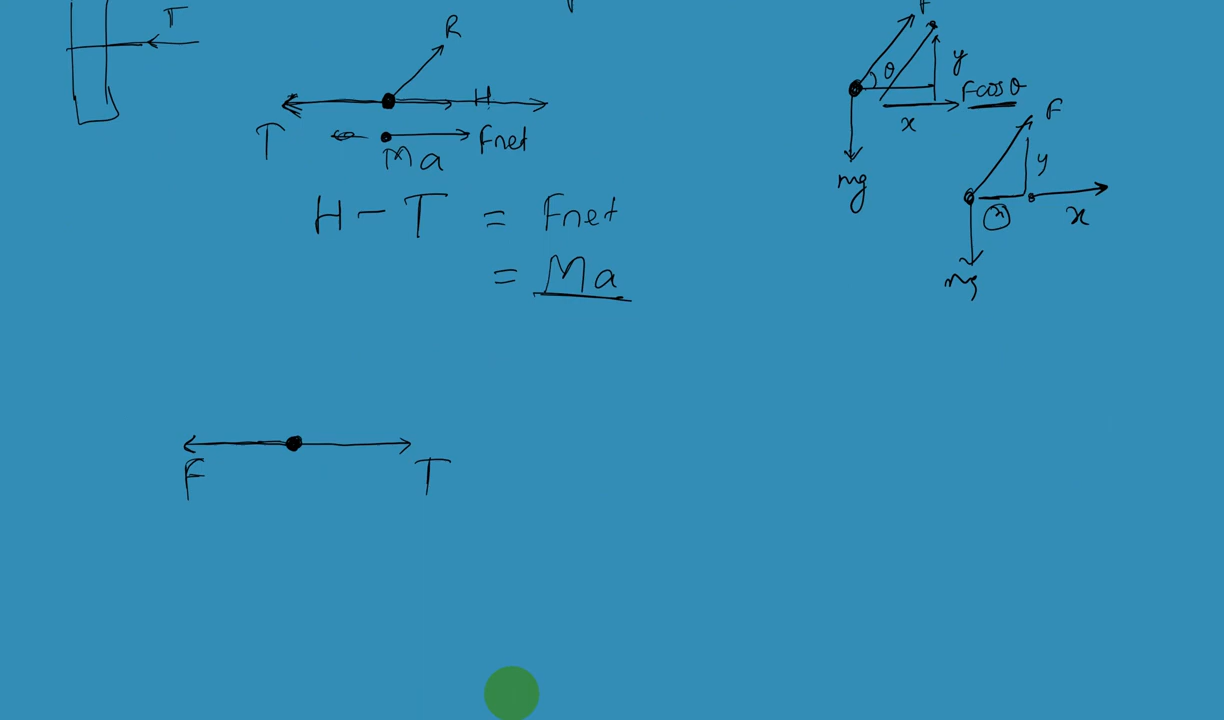 T
R
H
T
Fnet
Ma
H - T = Fnet
= Ma
F
T
F
θ
y
Fcosθ
x
mg
F
y
x
x
mg